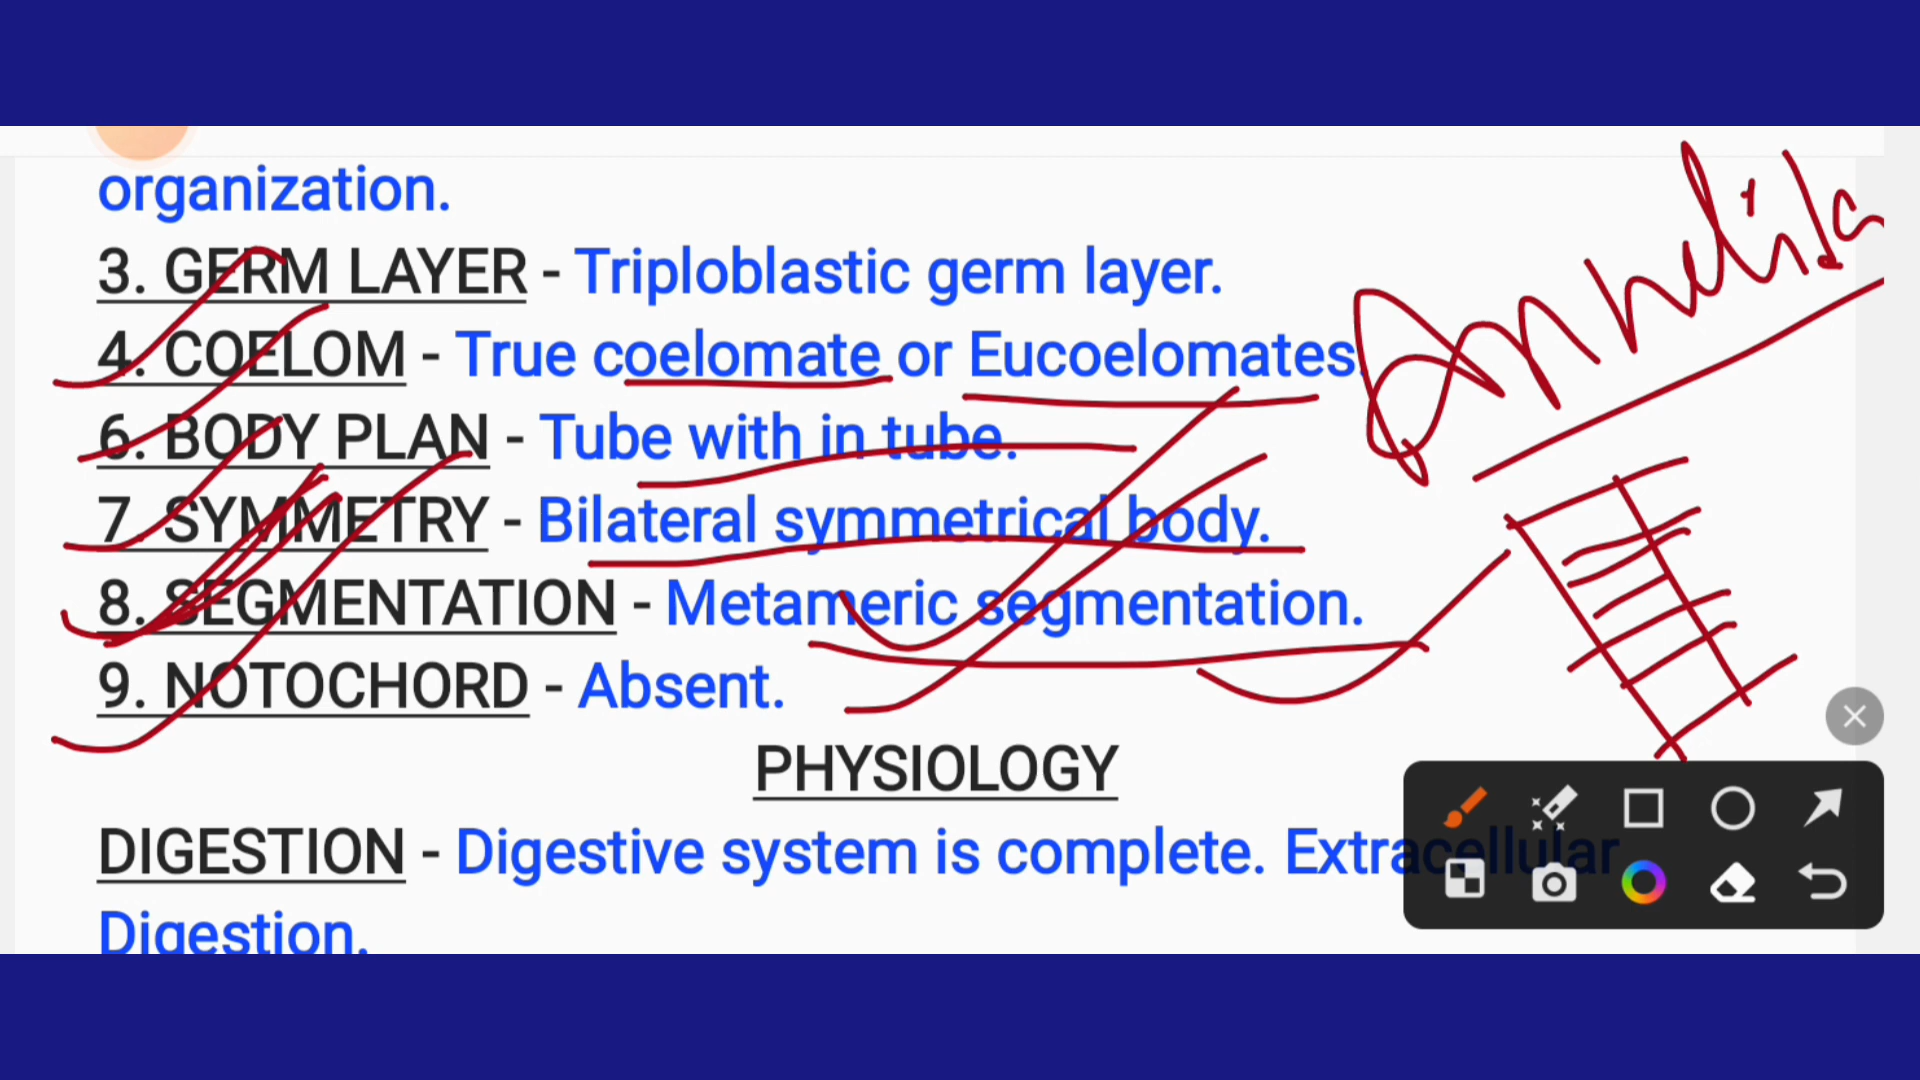 organization.
3. GERM LAYER - Triploblastic germ layer.
4. COELOM - True coelomate or Eucoelomates.
6. BODY PLAN - Tube with in tube.
7. SYMMETRY - Bilateral symmetrical body.
8. SEGMENTATION - Metameric segmentation.
9. NOTOCHORD - Absent.
PHYSIOLOGY
DIGESTION - Digestive system is complete. Extracellular
Digestion.